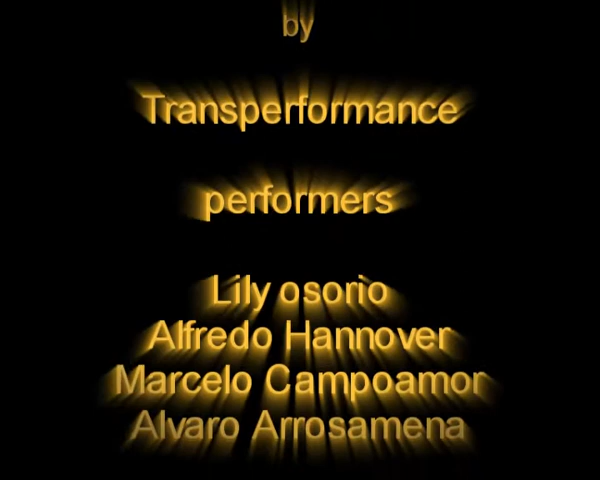 by
Transperformance
performers
Lily osorio
Alfredo Hannover
Marcelo Campoamor
Alvaro Arrosamena